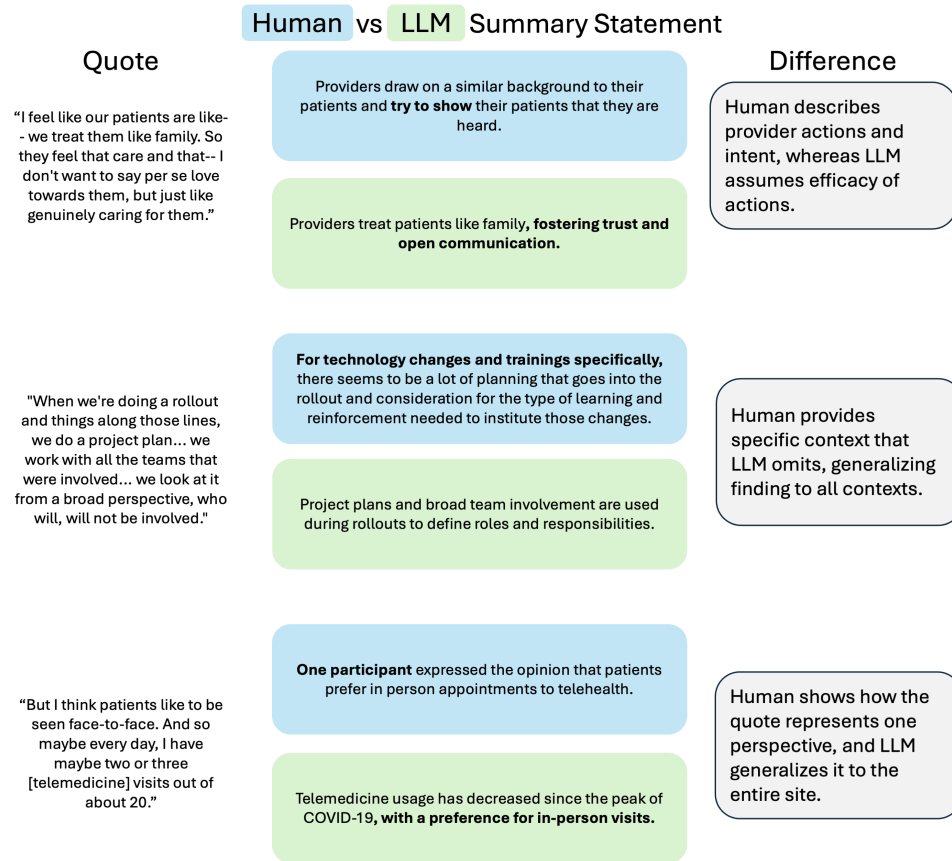 Human vs LLM Summary Statement
Quote
Difference
“I feel like our patients are like-
- we treat them like family. So
they feel that care and that-- I
don't want to say per se love
towards them, but just like
genuinely caring for them.”
Providers draw on a similar background to their
patients and try to show their patients that they are
heard.
Providers treat patients like family, fostering trust and
open communication.
Human describes
provider actions and
intent, whereas LLM
assumes efficacy of
actions.
"When we're doing a rollout
and things along those lines,
we do a project plan... we
work with all the teams that
were involved... we look at it
from a broad perspective, who
will, will not be involved."
For technology changes and trainings specifically,
there seems to be a lot of planning that goes into the
rollout and consideration for the type of learning and
reinforcement needed to institute those changes.
Project plans and broad team involvement are used
during rollouts to define roles and responsibilities.
Human provides
specific context that
LLM omits, generalizing
finding to all contexts.
“But I think patients like to be
seen face-to-face. And so
maybe every day, I have
maybe two or three
[telemedicine] visits out of
about 20.”
One participant expressed the opinion that patients
prefer in person appointments to telehealth.
Telemedicine usage has decreased since the peak of
COVID-19, with a preference for in-person visits.
Human shows how the
quote represents one
perspective, and LLM
generalizes it to the
entire site.